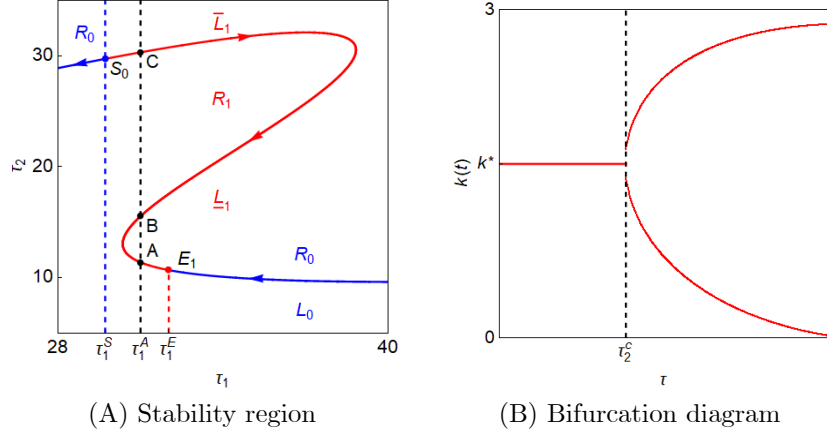 R₀ L̅₁ 3
30 S₀ C
R₁
τ₂ 20 k(t) k*
L̲₁
B
A E₁ R₀
10
L₀
0
28 τ₁ˢ τ₁ᴬ τ₁ᴱ 40 τ₂ᶜ
τ₁ τ
(A) Stability region (B) Bifurcation diagram